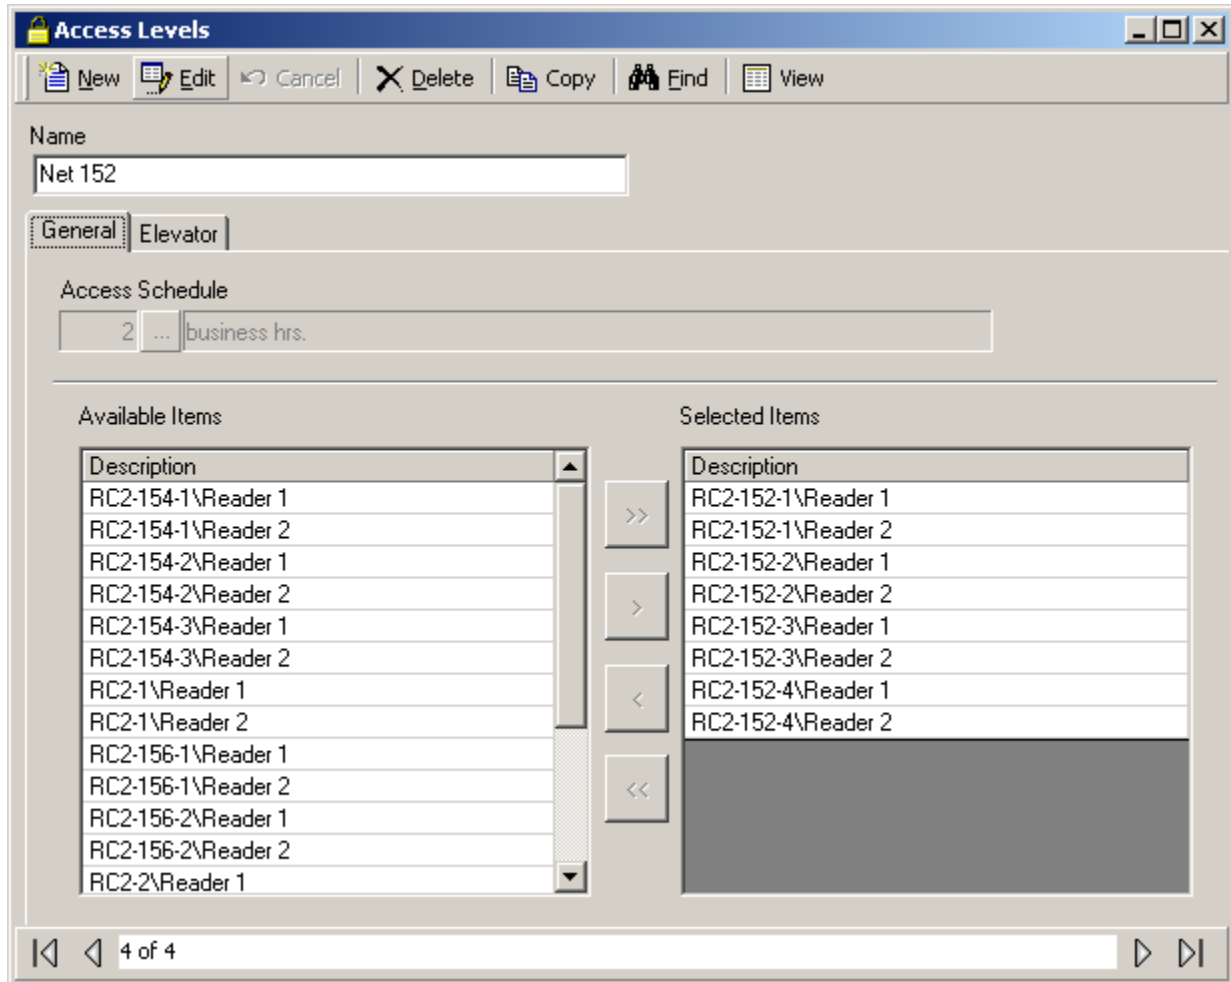 Access Levels
New Edit Cancel Delete Copy Find View
Name
Net 152
General Elevator
Access Schedule
2 ... business hrs.
Available Items Selected Items
Description Description
RC2-154-1\Reader 1 RC2-152-1\Reader 1
RC2-154-1\Reader 2 RC2-152-1\Reader 2
RC2-154-2\Reader 1 RC2-152-2\Reader 1
RC2-154-2\Reader 2 RC2-152-2\Reader 2
RC2-154-3\Reader 1 RC2-152-3\Reader 1
RC2-154-3\Reader 2 RC2-152-3\Reader 2
RC2-1\Reader 1 RC2-152-4\Reader 1
RC2-1\Reader 2 RC2-152-4\Reader 2
RC2-156-1\Reader 1
RC2-156-1\Reader 2
RC2-156-2\Reader 1
RC2-156-2\Reader 2
RC2-2\Reader 1
>>
>
<
<<
4 of 4